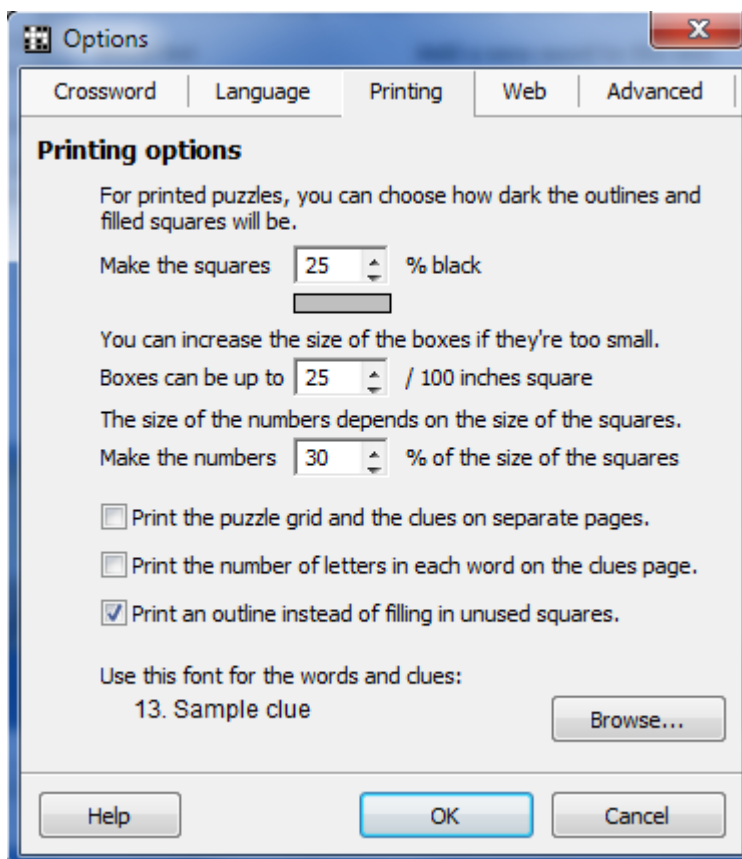 Options
Crossword Language Printing Web Advanced
Printing options
For printed puzzles, you can choose how dark the outlines and
filled squares will be.
Make the squares 25 % black
You can increase the size of the boxes if they're too small.
Boxes can be up to 25 / 100 inches square
The size of the numbers depends on the size of the squares.
Make the numbers 30 % of the size of the squares
Print the puzzle grid and the clues on separate pages.
Print the number of letters in each word on the clues page.
Print an outline instead of filling in unused squares.
Use this font for the words and clues:
13. Sample clue
Browse...
Help OK Cancel